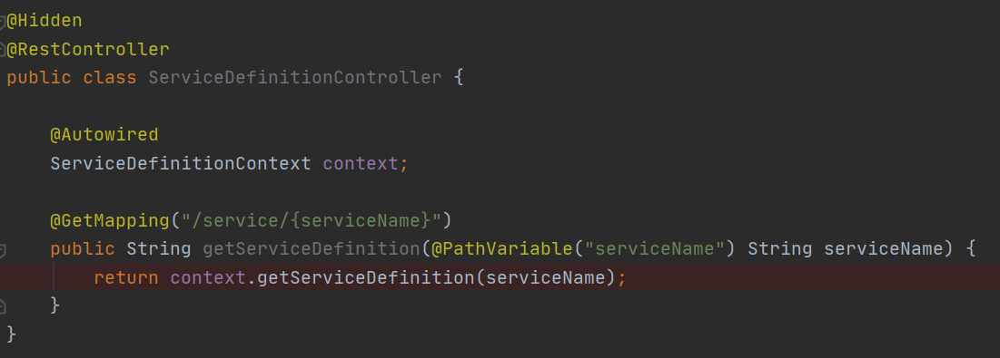 @Hidden
@RestController
public class ServiceDefinitionController {
@Autowired
ServiceDefinitionContext context;
@GetMapping("/service/{serviceName}")
public String getServiceDefinition(@PathVariable("serviceName") String serviceName) {
return context.getServiceDefinition(serviceName);
}
}